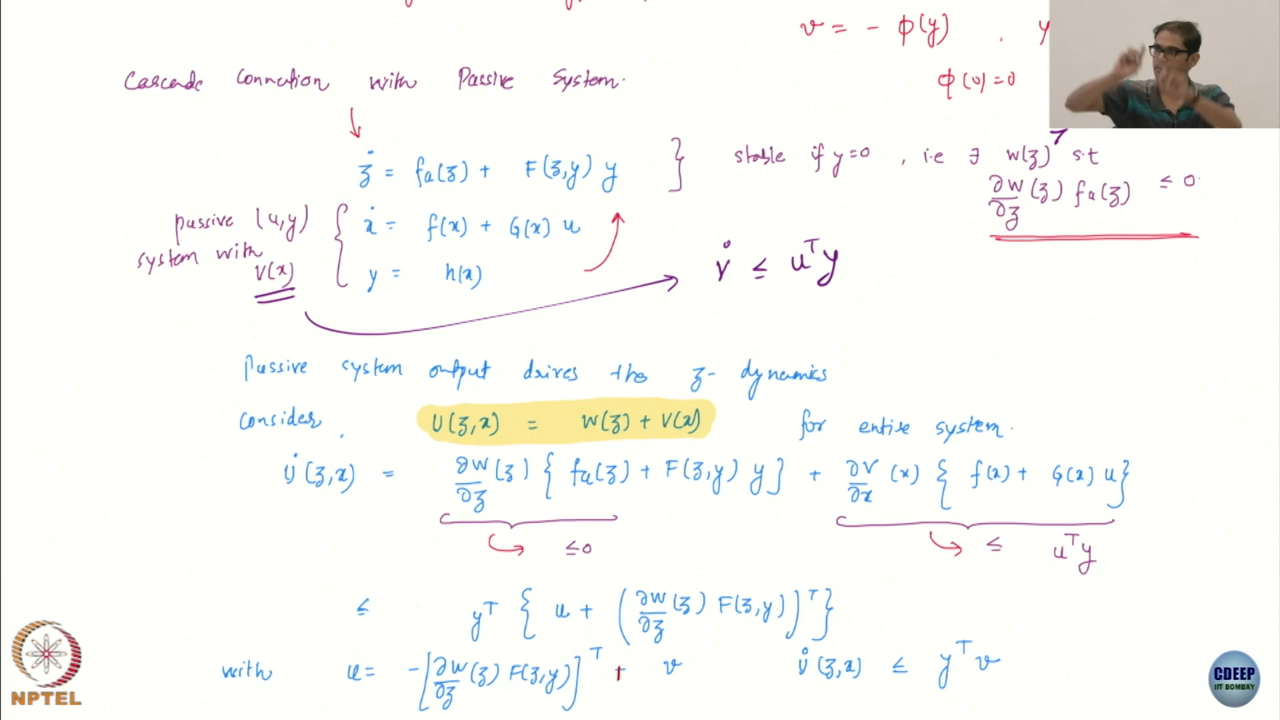 v = - φ(y) , y
φ(0)=0
Cascade Connection with Passive System.
ż = fa(z) + F(z,y) y } stable if y=0 , i.e ∃ W(z) s.t
∂W/∂z (z) fa(z) ≤ 0
passive (u,y) system with V(x) { ẋ = f(x) + G(x) u
y = h(x)
V̇ ≤ uᵀy
Passive system output drives the z- dynamics
consider, U(z,x) = W(z) + V(x) for entire system.
U̇(z,x) = ∂W/∂z (z) { fa(z) + F(z,y) y } + ∂V/∂x (x) { f(x) + G(x) u }
≤0 ≤ uᵀy
≤ yᵀ { u + ( ∂W/∂z (z) F(z,y) )ᵀ }
with u= -[ ∂W/∂z (z) F(z,y) ]ᵀ + v U̇(z,x) ≤ yᵀv
NPTEL
CDEEP
IIT BOMBAY